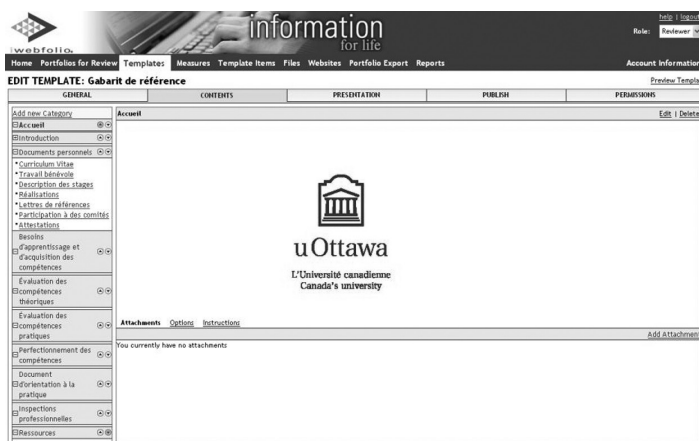 help | logout
information
for life
iwebfolio
Role: Reviewer
Home Portfolios for Review Templates Measures Template Items Files Websites Portfolio Export Reports Account Information
EDIT TEMPLATE: Gabarit de référence
Preview Templa
GENERAL CONTENTS PRESENTATION PUBLISH PERMISSIONS
Add new Category
Accueil
Edit | Delete
Accueil
Introduction
Documents personnels
Curriculum Vitae
Travail bénévole
Description des stages
Réalisations
Lettres de références
Participation à des comités
Attestations
Besoins
d'apprentissage et
d'acquisition des
compétences
Évaluation des
compétences
théoriques
Évaluation des
compétences
pratiques
Perfectionnement des
compétences
Document
d'orientation à la
pratique
Inspections
professionnelles
Ressources
uOttawa
L'Université canadienne
Canada's university
Attachments Options Instructions
Add Attachment
You currently have no attachments